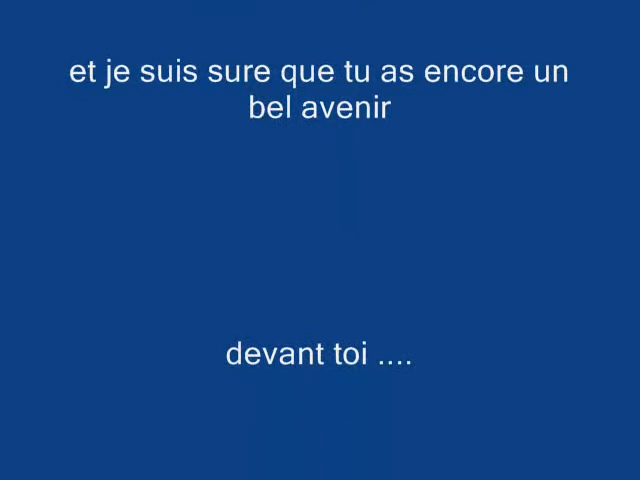 et je suis sure que tu as encore un
bel avenir
devant toi ....